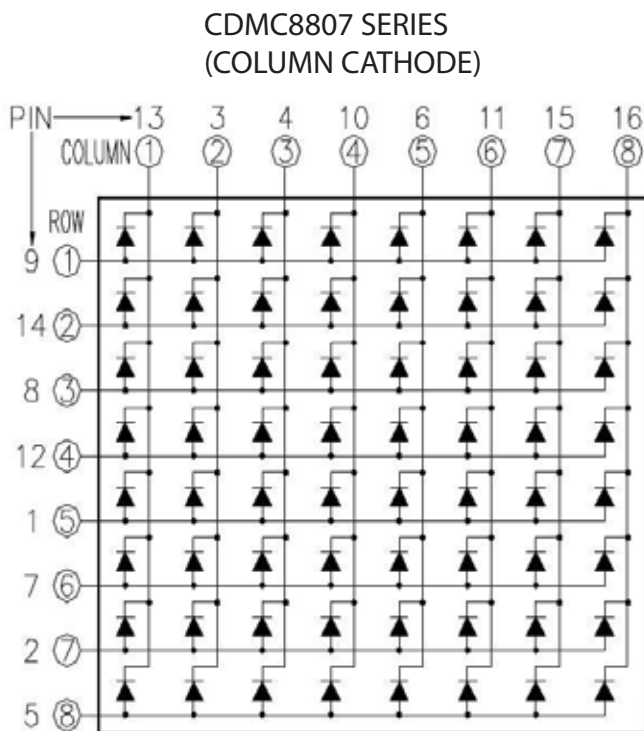 CDMC8807 SERIES
(COLUMN CATHODE)
PIN 13 3 4 10 6 11 15 16
COLUMN 1 2 3 4 5 6 7 8
ROW
9 1
14 2
8 3
12 4
1 5
7 6
2 7
5 8